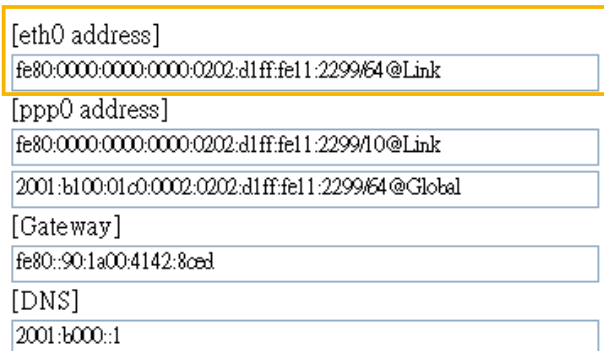 [eth0 address]
fe80:0000:0000:0000:0202:d1ff:fe11:2299/64@Link
[ppp0 address]
fe80:0000:0000:0000:0202:d1ff:fe11:2299/10@Link
2001:b100:01c0:0002:0202:d1ff:fe11:2299/64@Global
[Gateway]
fe80::90:1a00:4142:8ced
[DNS]
2001:b000::1